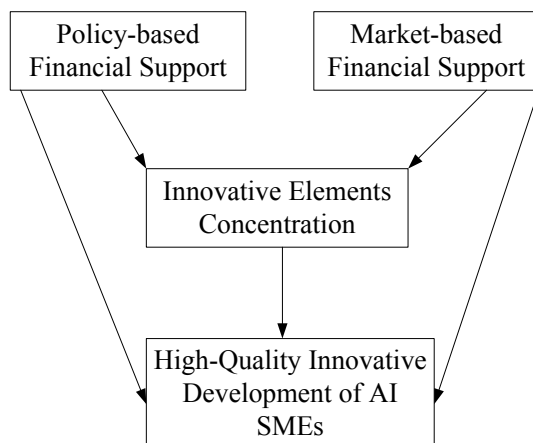 Policy-based
Financial Support
Market-based
Financial Support
Innovative Elements
Concentration
High-Quality Innovative
Development of AI
SMEs